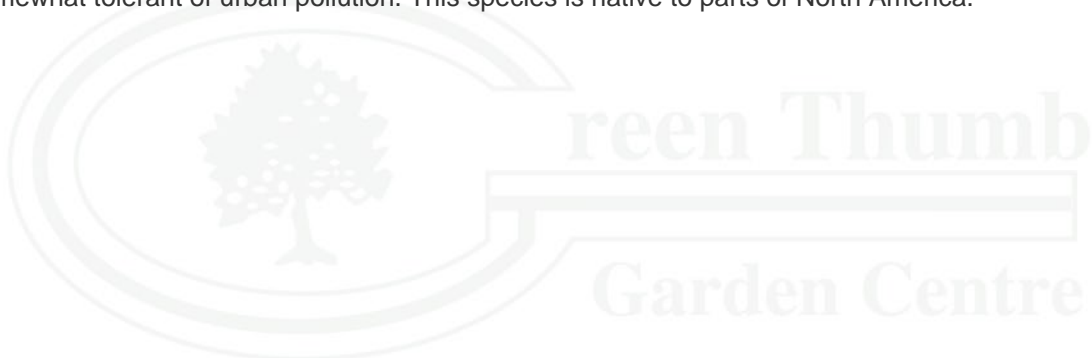 mewhat tolerant of urban pollution. This species is native to parts of North America.
reen Thumb
Garden Centre